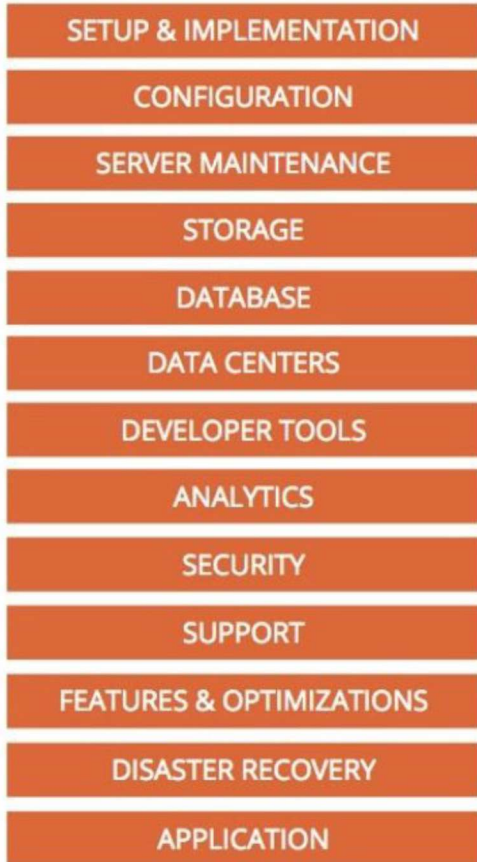 SETUP & IMPLEMENTATION
CONFIGURATION
SERVER MAINTENANCE
STORAGE
DATABASE
DATA CENTERS
DEVELOPER TOOLS
ANALYTICS
SECURITY
SUPPORT
FEATURES & OPTIMIZATIONS
DISASTER RECOVERY
APPLICATION